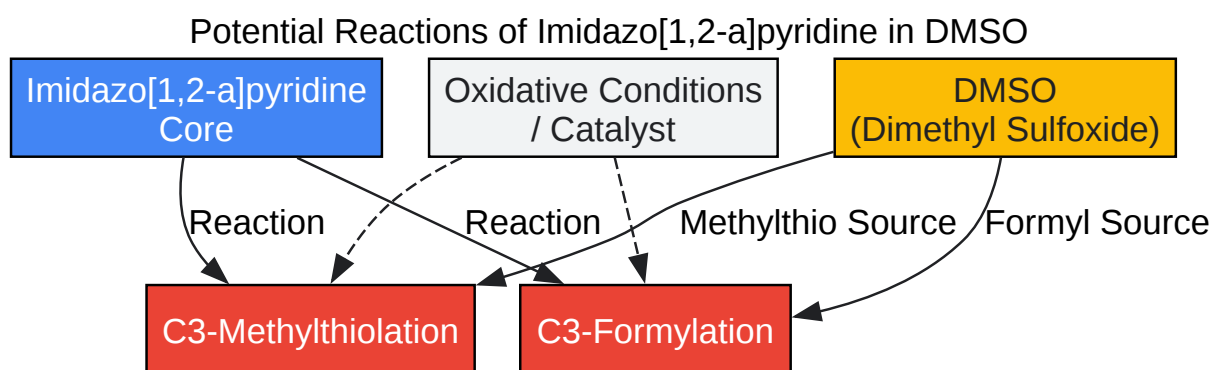 Potential Reactions of Imidazo[1,2-a]pyridine in DMSO
Imidazo[1,2-a]pyridine
Core
Oxidative Conditions
/ Catalyst
DMSO
(Dimethyl Sulfoxide)
Reaction
Reaction
Methylthio Source
Formyl Source
C3-Methylthiolation
C3-Formylation